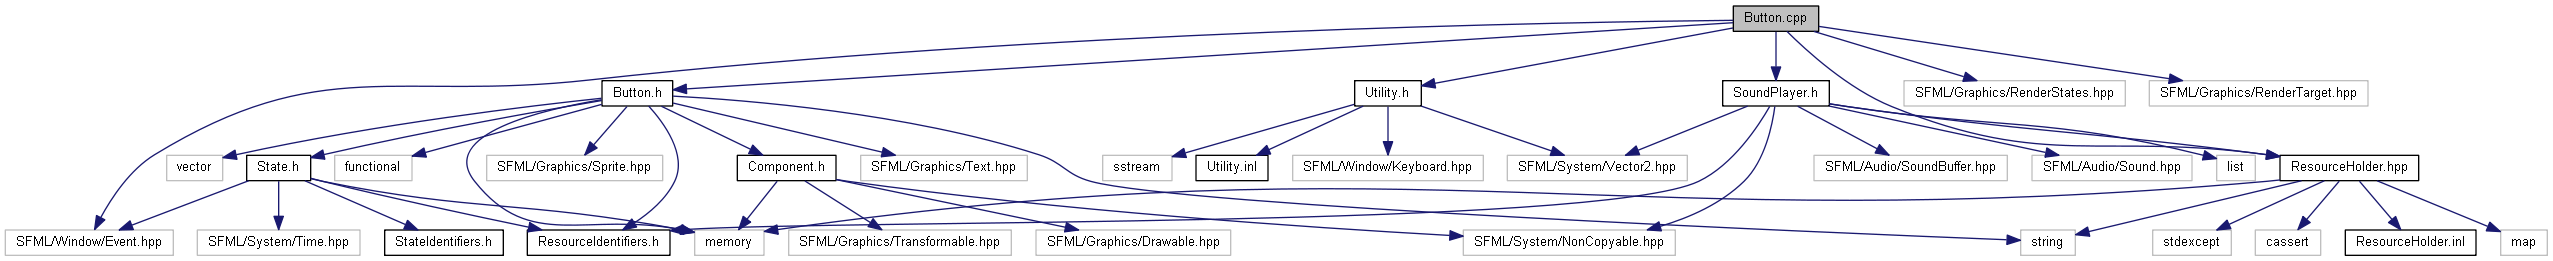 Button.cpp
Button.h
Utility.h
SoundPlayer.h
SFML/Graphics/RenderStates.hpp
SFML/Graphics/RenderTarget.hpp
vector
State.h
functional
SFML/Graphics/Sprite.hpp
Component.h
SFML/Graphics/Text.hpp
sstream
Utility.inl
SFML/Window/Keyboard.hpp
SFML/System/Vector2.hpp
SFML/Audio/SoundBuffer.hpp
SFML/Audio/Sound.hpp
list
ResourceHolder.hpp
SFML/Window/Event.hpp
SFML/System/Time.hpp
StateIdentifiers.h
ResourceIdentifiers.h
memory
SFML/Graphics/Transformable.hpp
SFML/Graphics/Drawable.hpp
SFML/System/NonCopyable.hpp
string
stdexcept
cassert
ResourceHolder.inl
map